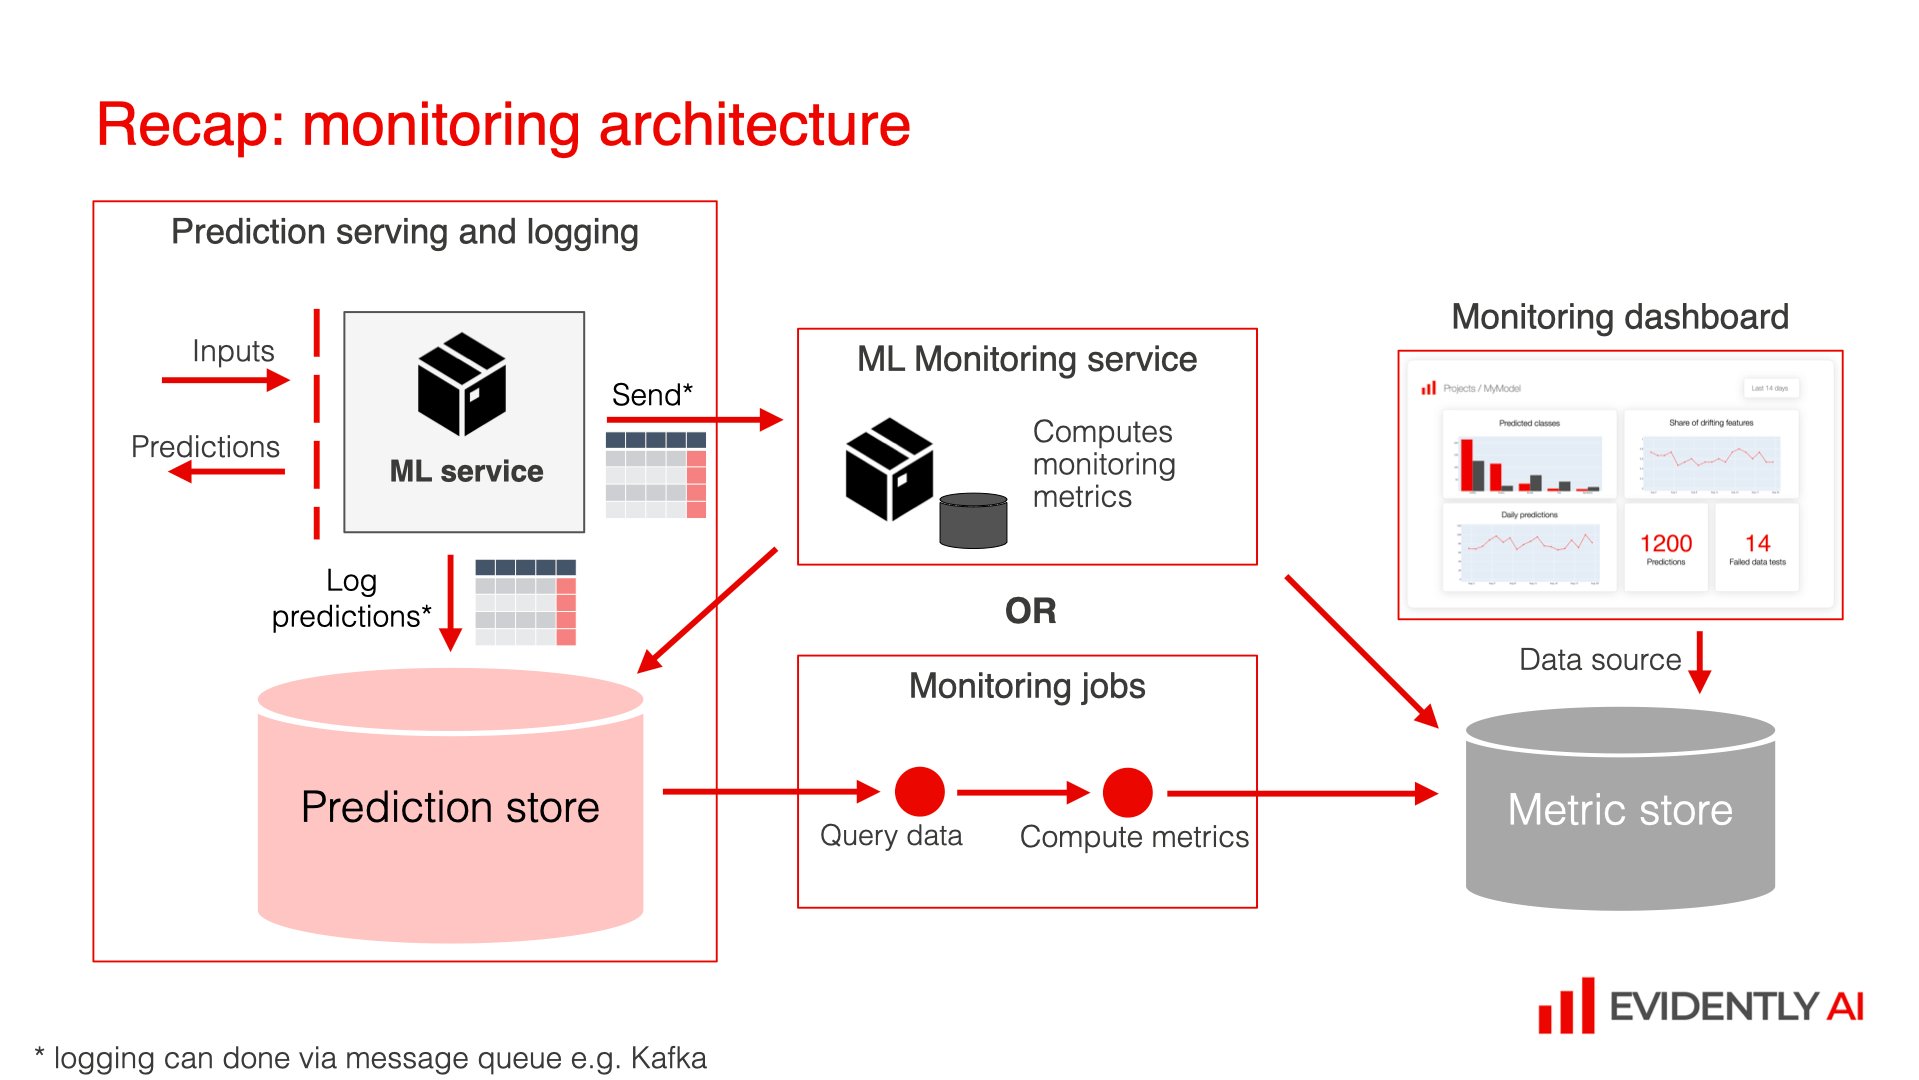 Recap: monitoring architecture
Prediction serving and logging
Inputs
Predictions
ML service
Send*
Log
predictions*
Prediction store
ML Monitoring service
Computes
monitoring
metrics
OR
Monitoring jobs
Query data
Compute metrics
Monitoring dashboard
Projects / MyModel
Last 14 days
Predicted classes
Share of drifting features
Daily predictions
1200
Predictions
14
Failed data tests
Data source
Metric store
EVIDENTLY AI
* logging can done via message queue e.g. Kafka